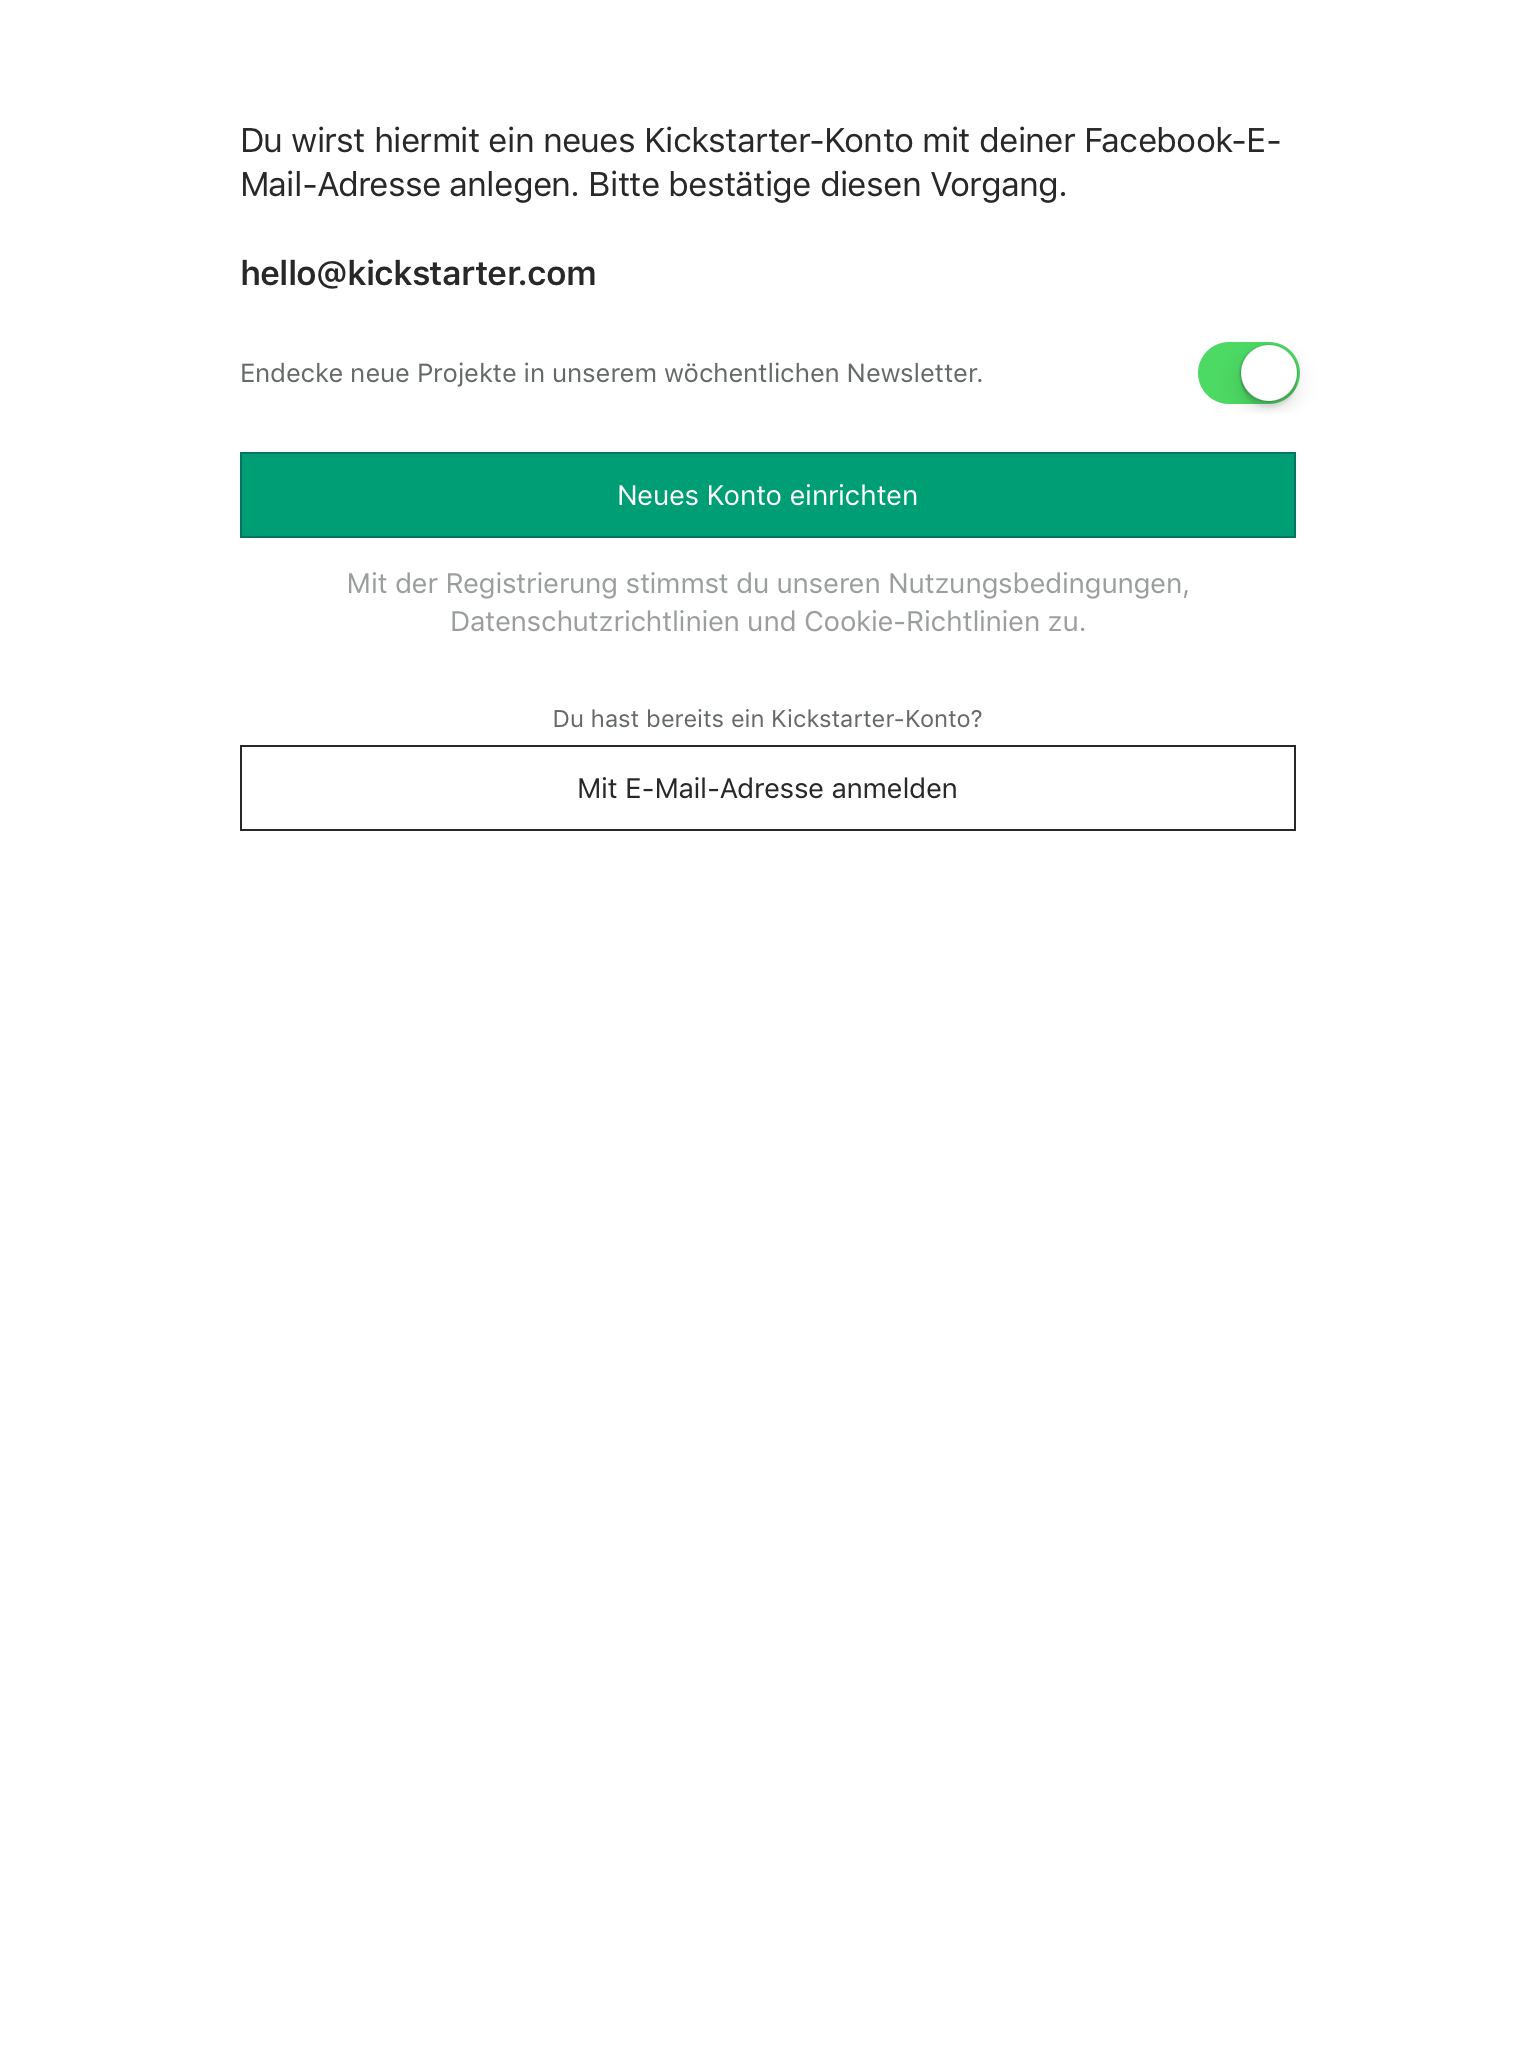 Du wirst hiermit ein neues Kickstarter-Konto mit deiner Facebook-E-
Mail-Adresse anlegen. Bitte bestätige diesen Vorgang.
hello@kickstarter.com
Endecke neue Projekte in unserem wöchentlichen Newsletter.
Neues Konto einrichten
Mit der Registrierung stimmst du unseren Nutzungsbedingungen,
Datenschutzrichtlinien und Cookie-Richtlinien zu.
Du hast bereits ein Kickstarter-Konto?
Mit E-Mail-Adresse anmelden